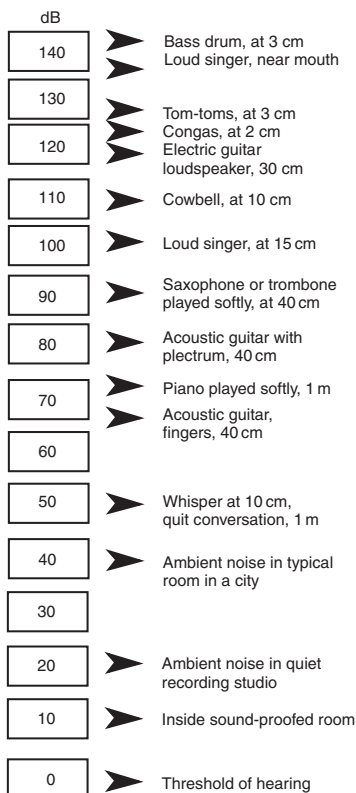 dB
140
Bass drum, at 3 cm
Loud singer, near mouth
130
Tom-toms, at 3 cm
120
Congas, at 2 cm
Electric guitar
loudspeaker, 30 cm
110
Cowbell, at 10 cm
100
Loud singer, at 15 cm
90
Saxophone or trombone
played softly, at 40 cm
80
Acoustic guitar with
plectrum, 40 cm
70
Piano played softly, 1 m
Acoustic guitar,
fingers, 40 cm
60
50
Whisper at 10 cm,
quit conversation, 1 m
40
Ambient noise in typical
room in a city
30
20
Ambient noise in quiet
recording studio
10
Inside sound-proofed room
0
Threshold of hearing